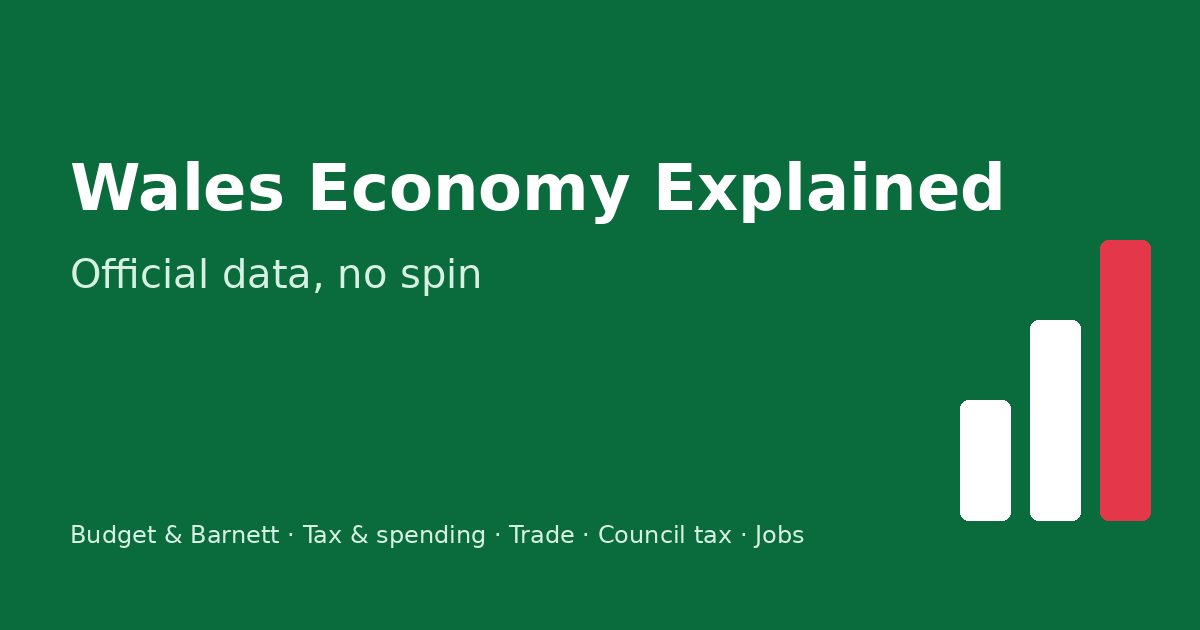 Wales Economy Explained
Official data, no spin
Budget & Barnett · Tax & spending · Trade · Council tax · Jobs